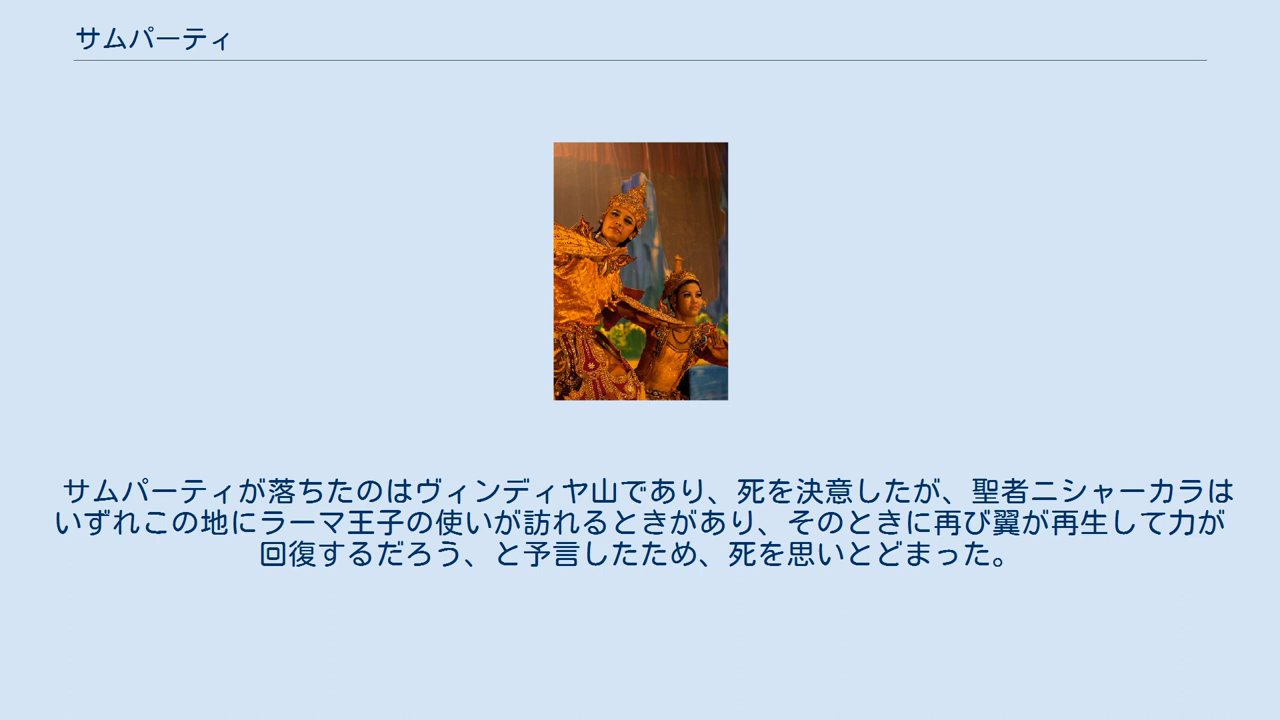 サムパーティ
サムパーティが落ちたのはヴィンディヤ山であり、死を決意したが、聖者ニシャーカラは
いずれこの地にラーマ王子の使いが訪れるときがあり、そのときに再び翼が再生して力が
回復するだろう、と予言したため、死を思いとどまった。